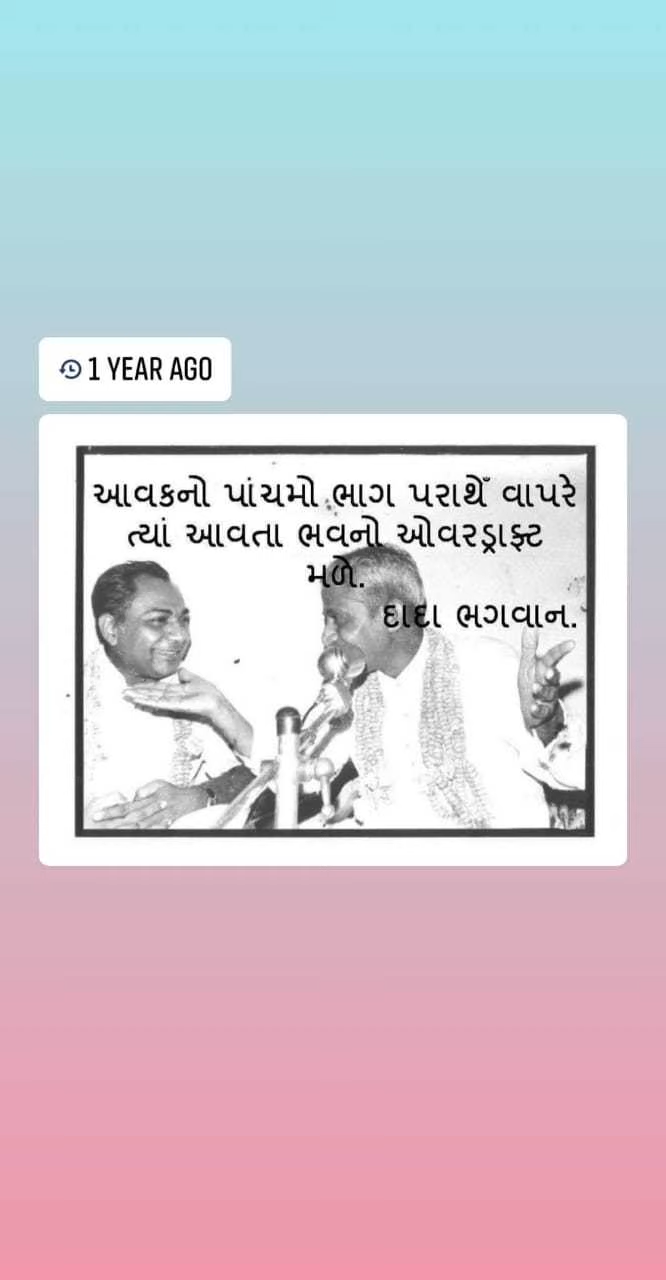 1 YEAR AGO
આવકનો પાંચમો ભાગ પરાર્થે વાપરે
ત્યાં આવતા ભવનો ઓવરડ્રાફ્ટ
મળે.
દાદા ભગવાન.